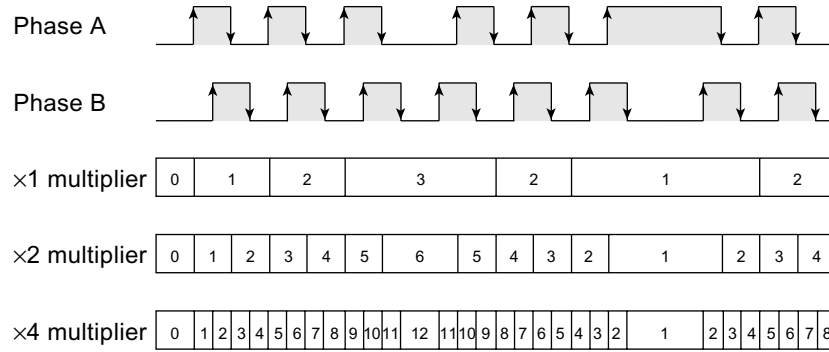 Phase A
Phase B
×1 multiplier 0 1 2 3 2 1 2
×2 multiplier 0 1 2 3 4 5 6 5 4 3 2 1 2 3 4
×4 multiplier 0 1 2 3 4 5 6 7 8 9 10 11 12 11 10 9 8 7 6 5 4 3 2 1 2 3 4 5 6 7 8